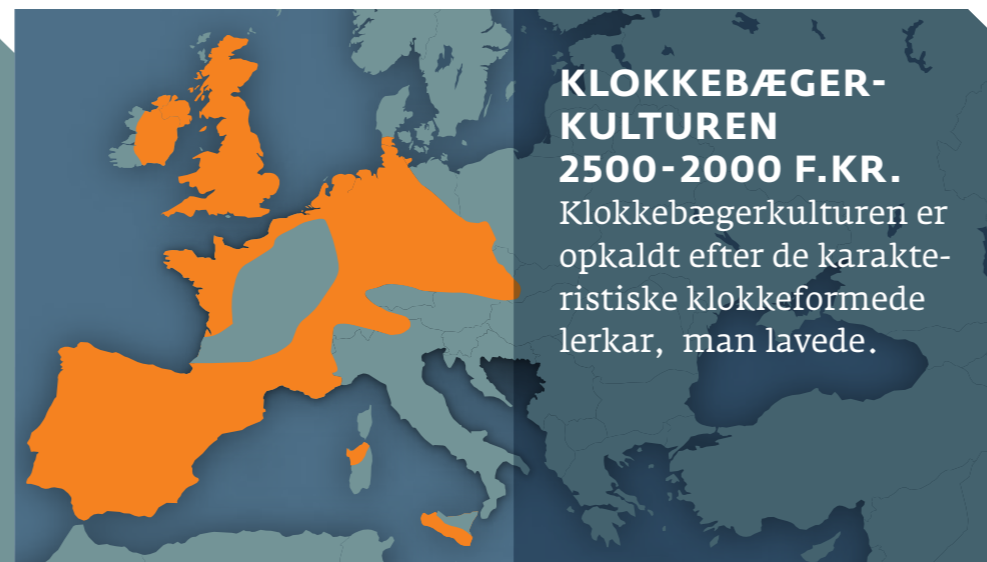 KLOKKEBÆGER-
KULTUREN
2500-2000 F.KR.
Klokkebægerkulturen er
opkaldt efter de karakte-
ristiske klokkeformede
lerkar, man lavede.